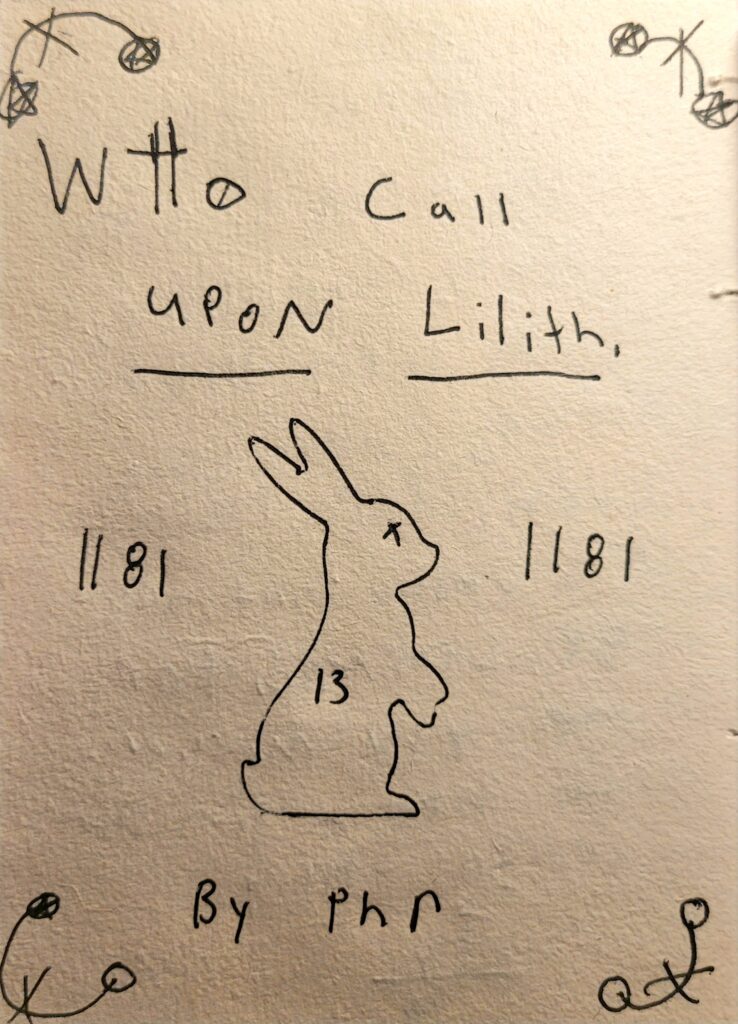 WHO Call
UPON Lilith.
1181 1181
13
By PhP